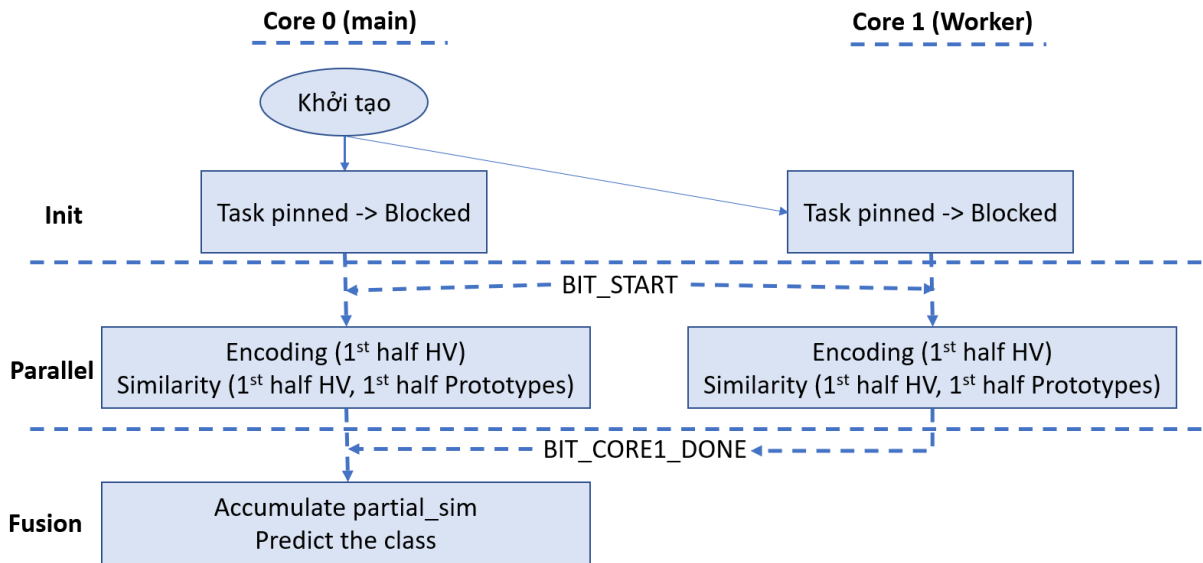 Core 0 (main)
Core 1 (Worker)
Khởi tạo
Init
Task pinned -> Blocked
Task pinned -> Blocked
BIT_START
Parallel
Encoding (1st half HV)
Similarity (1st half HV, 1st half Prototypes)
Encoding (1st half HV)
Similarity (1st half HV, 1st half Prototypes)
BIT_CORE1_DONE
Fusion
Accumulate partial_sim
Predict the class